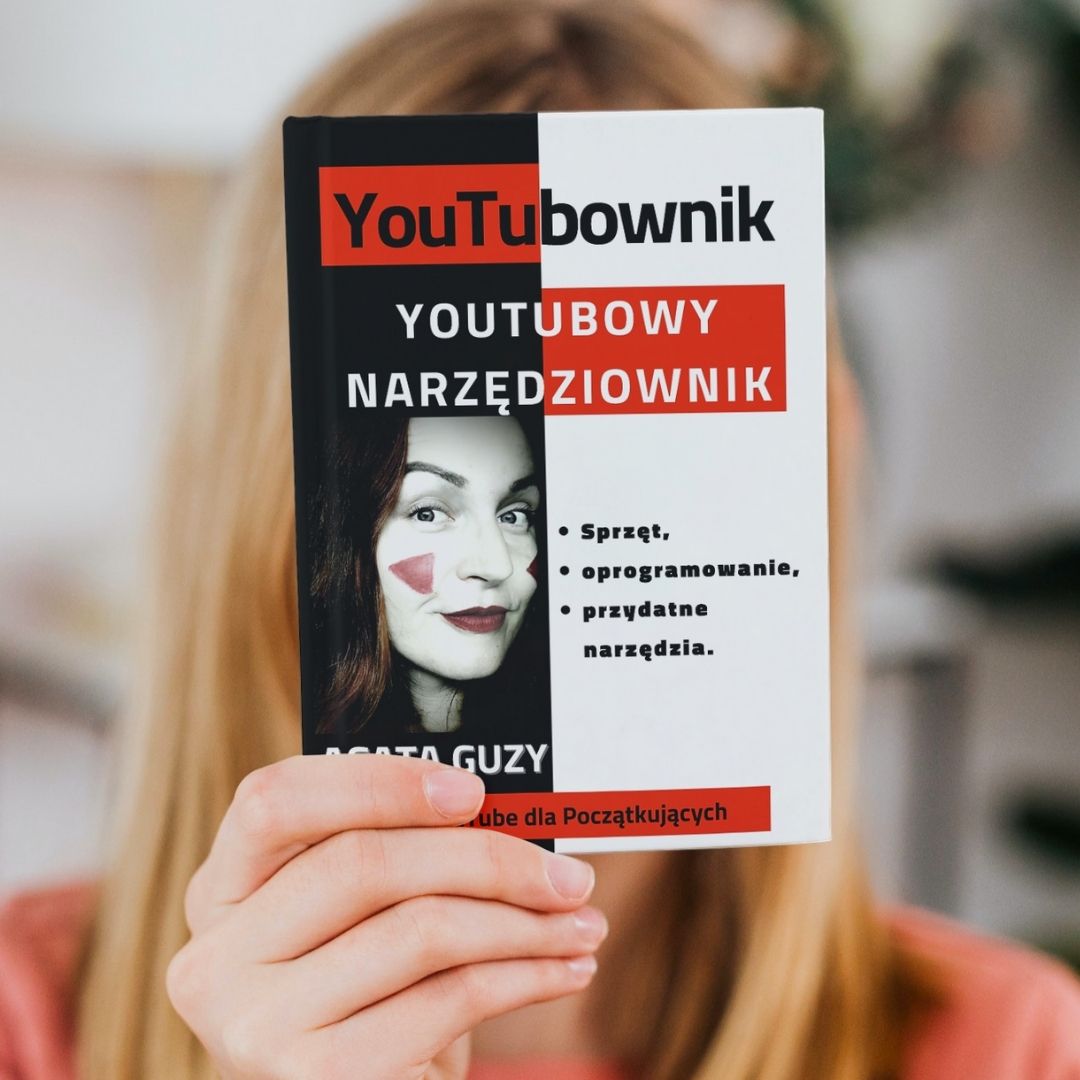 YouTubownik
YOUTUBOWY
NARZĘDZIOWNIK
• Sprzęt,
• oprogramowanie,
• przydatne
narzędzia.
AGATA GUZY
dla Początkujących